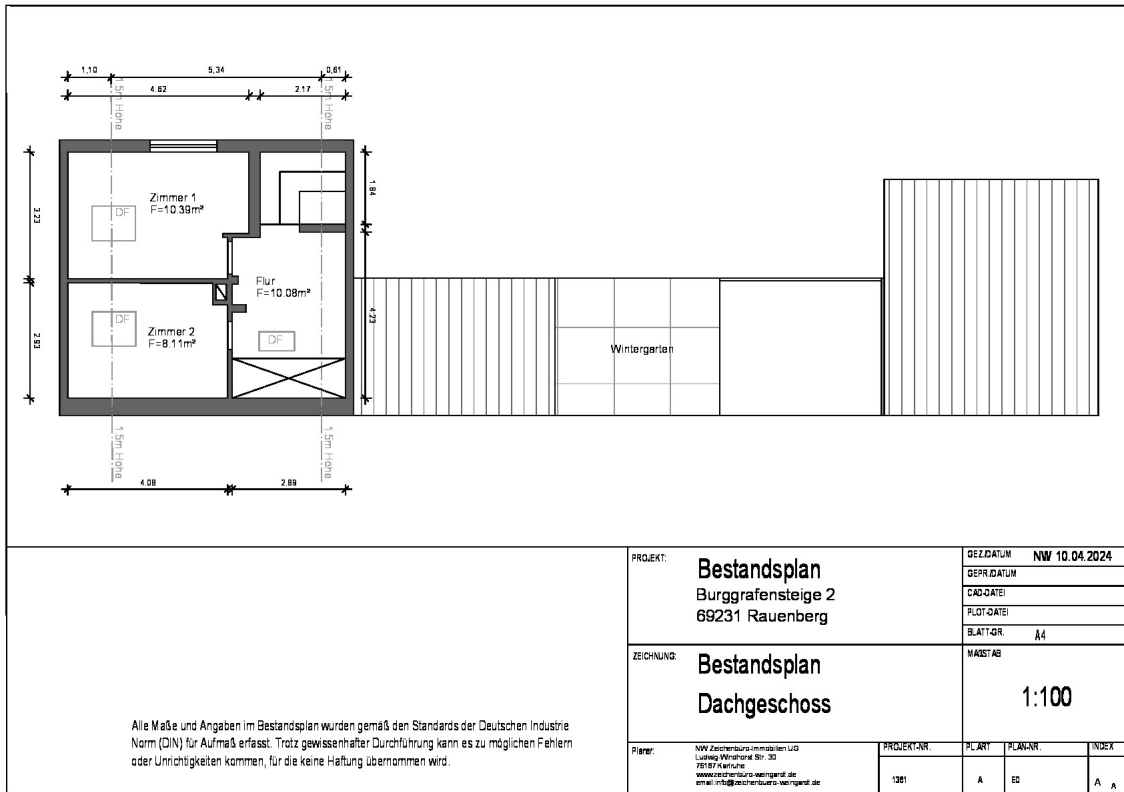 1,10
5,34
0,61
4.62
2.17
1.5m Höhe
1.5m Höhe
Zimmer 1
F=10.39m²
DF
3.23
1.84
Flur
F=10.08m²
DF
Zimmer 2
F=8.11m²
DF
2.93
4.23
Wintergarten
1.5m Höhe
1.5m Höhe
4.08
2.89
PROJEKT:
Bestandsplan
Burggrafensteige 2
69231 Rauenberg
GEZ./DATUM NW 10.04.2024
GEPR./DATUM
CAD-DATEI
PLOT-DATEI
BLATT-GR. A4
ZEICHNUNG:
Bestandsplan
Dachgeschoss
MAßSTAB
1:100
Alle Maße und Angaben im Bestandsplan wurden gemäß den Standards der Deutschen Industrie
Norm (DIN) für Aufmaß erfasst. Trotz gewissenhafter Durchführung kann es zu möglichen Fehlern
oder Unrichtigkeiten kommen, für die keine Haftung übernommen wird.
Planer:
NW Zeichenbüro-Immobilien UG
Ludwig-Windhorst Str. 30
76187 Karlsruhe
www.zeichenbüro-weingerst.de
email: info@zeichenbuero-weingerst.de
PROJEKT-NR.
PL.ART
PLAN-NR.
INDEX
1361
A
ED
A A